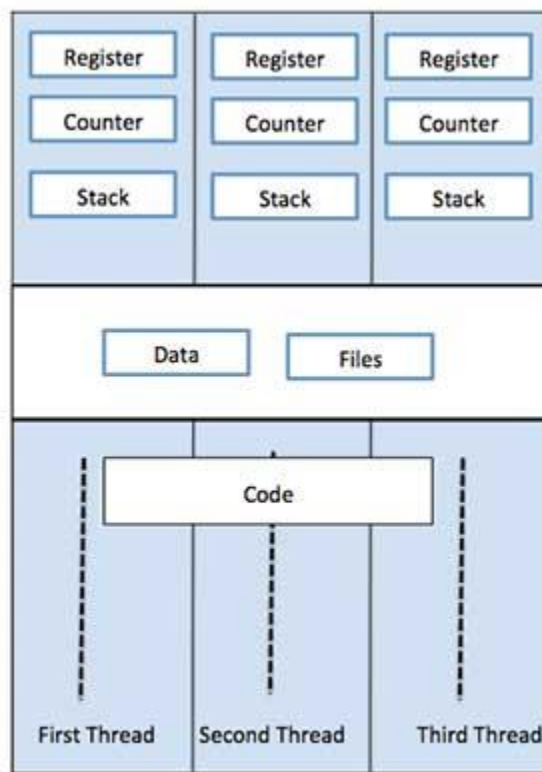 Register Register Register
Counter Counter Counter
Stack Stack Stack
Data Files
Code
First Thread Second Thread Third Thread